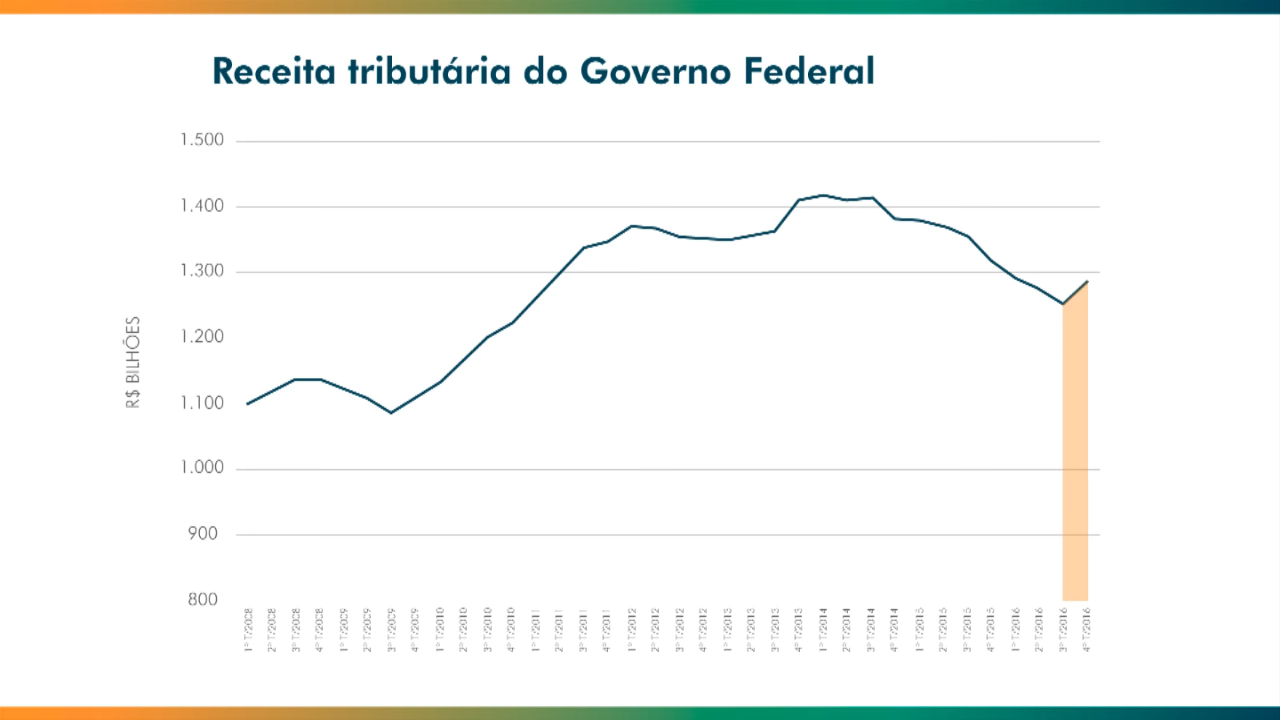 Receita tributária do Governo Federal
1.500
1.400
1.300
1.200
1.100
1.000
900
800
R$ BILHÕES
1º T/2008
2º T/2008
3º T/2008
4º T/2008
1º T/2009
2º T/2009
3º T/2009
4º T/2009
1º T/2010
2º T/2010
3º T/2010
4º T/2010
1º T/2011
2º T/2011
3º T/2011
4º T/2011
1º T/2012
2º T/2012
3º T/2012
4º T/2012
1º T/2013
2º T/2013
3º T/2013
4º T/2013
1º T/2014
2º T/2014
3º T/2014
4º T/2014
1º T/2015
2º T/2015
3º T/2015
4º T/2015
1º T/2016
2º T/2016
3º T/2016
4º T/2016